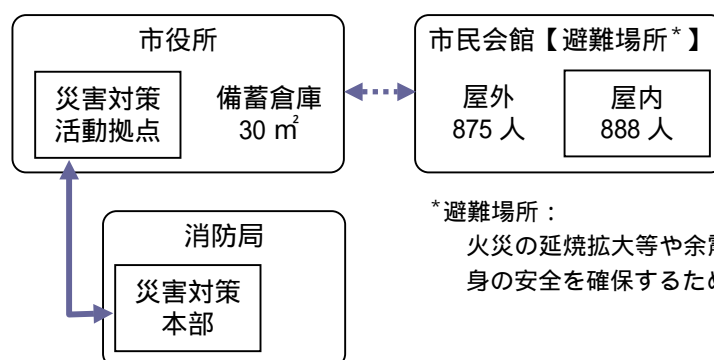 市役所
災害対策
活動拠点
備蓄倉庫
30 ㎡
市民会館【避難場所*】
屋外
875 人
屋内
888 人
消防局
災害対策
本部
*避難場所：
火災の延焼拡大等や余
身の安全を確保するた